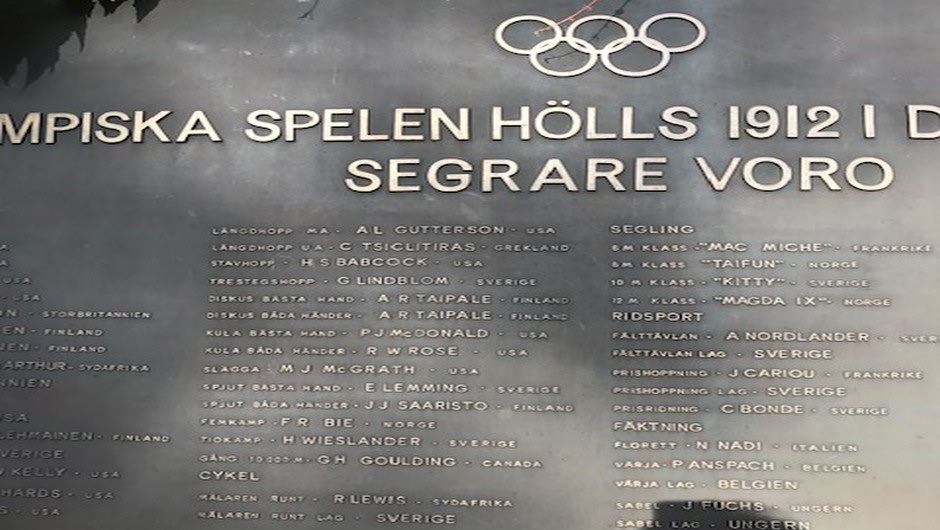 MPISKA SPELEN HÖLLS 1912 I D
SEGRARE VORO
USA
USA
N - STORBRITANNIEN
EN - FINLAND
EN - FINLAND
ARTHUR - SYDAFRIKA
NNIEN
USA
LEHMAINEN - FINLAND
SVERIGE
W KELLY - USA
HARDS - USA
LÄNGDHOPP M A - A L GUTTERSON - USA
LÄNGDHOPP U A - C TSICLITIRAS - GREKLAND
STAVHOPP - H S BABCOCK - USA
TRESTEGSHOPP - G LINDBLOM - SVERIGE
DISKUS BÄSTA HAND - A R TAIPALE - FINLAND
DISKUS BÅDA HÄNDER - A R TAIPALE - FINLAND
KULA BÄSTA HAND - P J McDONALD - USA
KULA BÅDA HÄNDER - R W ROSE - USA
SLÄGGA - M J McGRATH - USA
SPJUT BÄSTA HAND - E LEMMING - SVERIGE
SPJUT BÅDA HÄNDER - J J SAARISTO - FINLAND
FEMKAMP - F R BIE - NORGE
TIOKAMP - H WIESLANDER - SVERIGE
GÅNG 10000 M - G H GOULDING - CANADA
CYKEL
MÄLAREN RUNT - R LEWIS - SYDAFRIKA
MÄLAREN RUNT LAG - SVERIGE
SEGLING
6 M KLASS - "MAC MICHE" - FRANKRIKE
8 M KLASS - "TAIFUN" - NORGE
10 M KLASS - "KITTY" - SVERIGE
12 M KLASS - "MAGDA IX" - NORGE
RIDSPORT
FÄLTTÄVLAN - A NORDLANDER - SVERIGE
FÄLTTÄVLAN LAG - SVERIGE
PRISHOPPNING - J CARIOU - FRANKRIKE
PRISHOPPNING LAG - SVERIGE
PRISRIDNING - C BONDE - SVERIGE
FÄKTNING
FLORETT - N NADI - ITALIEN
VÄRJA - P ANSPACH - BELGIEN
VÄRJA LAG - BELGIEN
SABEL - J FUCHS - UNGERN
SABEL LAG - UNGERN